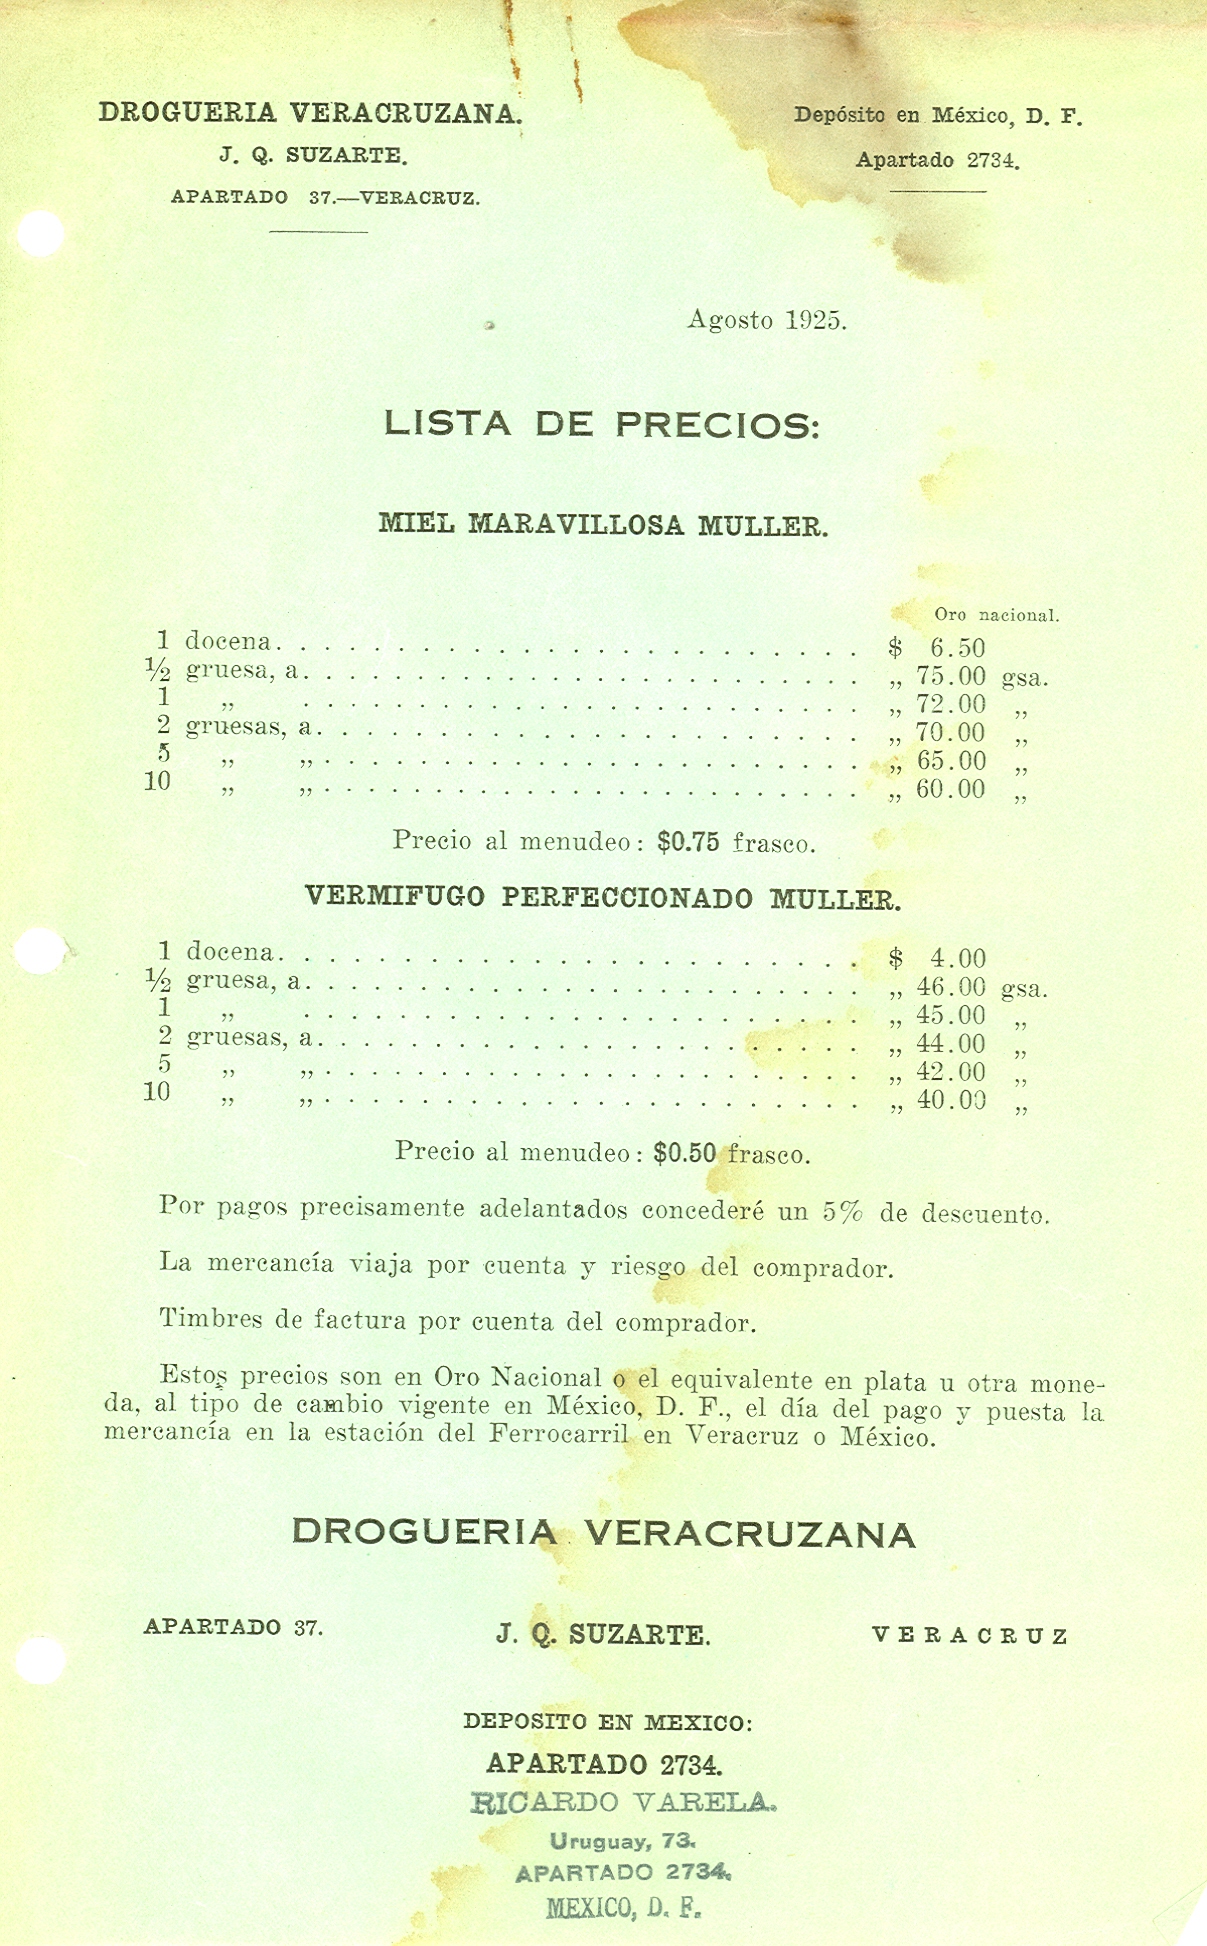 DROGUERIA VERACRUZANA.
J. Q. SUZARTE.
APARTADO 37.—VERACRUZ.
Depósito en México, D. F.
Apartado 2734.
Agosto 1925.
LISTA DE PRECIOS:
MIEL MARAVILLOSA MULLER.
Oro nacional.
1 docena. . . . . . . . . . . . . . . . . . . . . . . . . $ 6.50
½ gruesa, a. . . . . . . . . . . . . . . . . . . . . . . . „ 75.00 gsa.
1 „ . . . . . . . . . . . . . . . . . . . . . . . . „ 72.00 „
2 gruesas, a. . . . . . . . . . . . . . . . . . . . . . . „ 70.00 „
5 „ „ . . . . . . . . . . . . . . . . . . . . . . . „ 65.00 „
10 „ „ . . . . . . . . . . . . . . . . . . . . . . . „ 60.00 „
Precio al menudeo: $0.75 frasco.
VERMIFUGO PERFECCIONADO MULLER.
1 docena. . . . . . . . . . . . . . . . . . . . . . . . . $ 4.00
½ gruesa, a. . . . . . . . . . . . . . . . . . . . . . . . „ 46.00 gsa.
1 „ . . . . . . . . . . . . . . . . . . . . . . . . „ 45.00 „
2 gruesas, a. . . . . . . . . . . . . . . . . . . . . . . „ 44.00 „
5 „ „ . . . . . . . . . . . . . . . . . . . . . . . „ 42.00 „
10 „ „ . . . . . . . . . . . . . . . . . . . . . . . „ 40.00 „
Precio al menudeo: $0.50 frasco.
Por pagos precisamente adelantados concederé un 5% de descuento.
La mercancía viaja por cuenta y riesgo del comprador.
Timbres de factura por cuenta del comprador.
Estos precios son en Oro Nacional o el equivalente en plata u otra mone-
da, al tipo de cambio vigente en México, D. F., el día del pago y puesta la
mercancía en la estación del Ferrocarril en Veracruz o México.
DROGUERIA VERACRUZANA
APARTADO 37. J. Q. SUZARTE. VERACRUZ
DEPOSITO EN MEXICO:
APARTADO 2734.
RICARDO VARELA.
Uruguay, 73.
APARTADO 2734.
MEXICO, D. F.